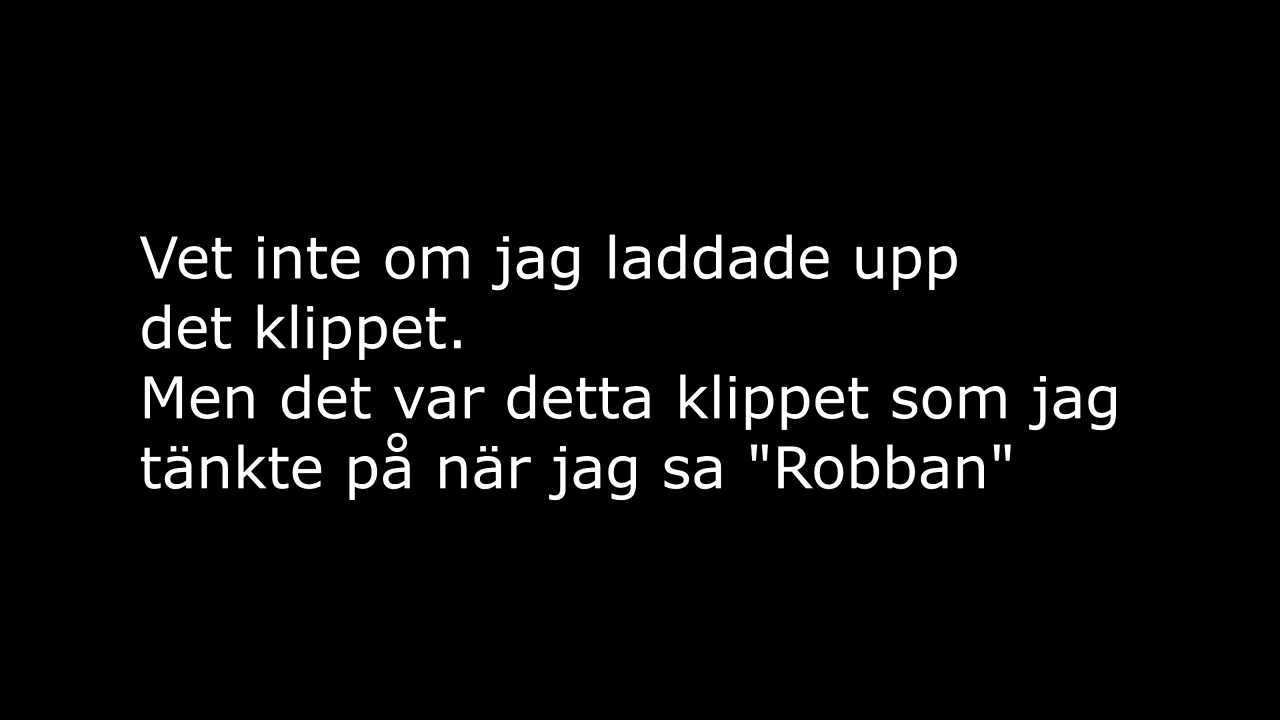 Vet inte om jag laddade upp
det klippet.
Men det var detta klippet som jag
tänkte på när jag sa "Robban"